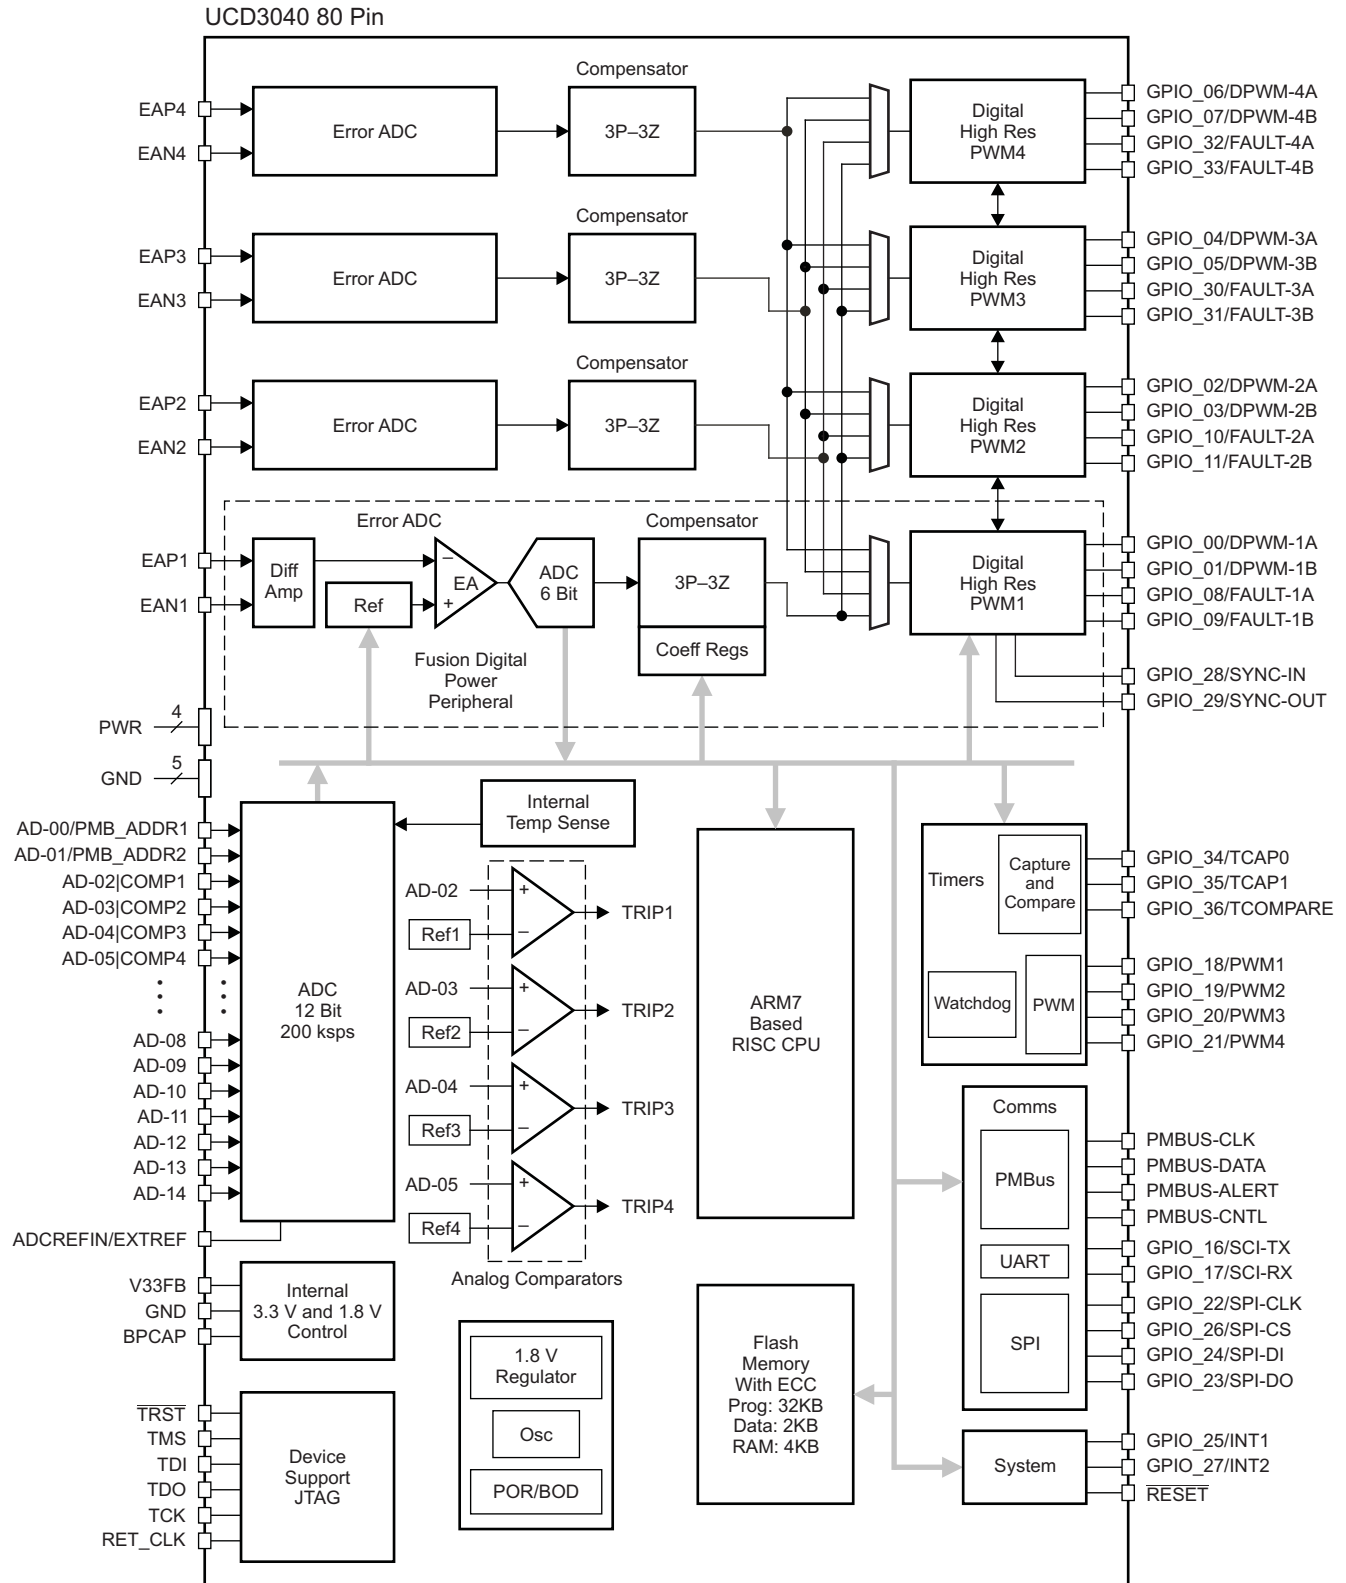 UCD3040 80 Pin
Compensator
EAP4
EAN4
Error ADC
3P–3Z
Digital
High Res
PWM4
GPIO_06/DPWM-4A
GPIO_07/DPWM-4B
GPIO_32/FAULT-4A
GPIO_33/FAULT-4B
Compensator
EAP3
EAN3
Error ADC
3P–3Z
Digital
High Res
PWM3
GPIO_04/DPWM-3A
GPIO_05/DPWM-3B
GPIO_30/FAULT-3A
GPIO_31/FAULT-3B
Compensator
EAP2
EAN2
Error ADC
3P–3Z
Digital
High Res
PWM2
GPIO_02/DPWM-2A
GPIO_03/DPWM-2B
GPIO_10/FAULT-2A
GPIO_11/FAULT-2B
Error ADC
Compensator
EAP1
EAN1
Diff
Amp
Ref
–
EA
+
ADC
6 Bit
3P–3Z
Coeff Regs
Digital
High Res
PWM1
GPIO_00/DPWM-1A
GPIO_01/DPWM-1B
GPIO_08/FAULT-1A
GPIO_09/FAULT-1B
Fusion Digital
Power
Peripheral
GPIO_28/SYNC-IN
GPIO_29/SYNC-OUT
PWR
4
GND
5
AD-00/PMB_ADDR1
AD-01/PMB_ADDR2
AD-02|COMP1
AD-03|COMP2
AD-04|COMP3
AD-05|COMP4
AD-08
AD-09
AD-10
AD-11
AD-12
AD-13
AD-14
ADCREFIN/EXTREF
ADC
12 Bit
200 ksps
Internal
Temp Sense
AD-02
Ref1
+
–
TRIP1
AD-03
Ref2
+
–
TRIP2
AD-04
Ref3
+
–
TRIP3
AD-05
Ref4
+
–
TRIP4
Analog Comparators
ARM7
Based
RISC CPU
Timers
Capture
and
Compare
Watchdog
PWM
GPIO_34/TCAP0
GPIO_35/TCAP1
GPIO_36/TCOMPARE
GPIO_18/PWM1
GPIO_19/PWM2
GPIO_20/PWM3
GPIO_21/PWM4
Comms
PMBus
UART
SPI
PMBUS-CLK
PMBUS-DATA
PMBUS-ALERT
PMBUS-CNTL
GPIO_16/SCI-TX
GPIO_17/SCI-RX
GPIO_22/SPI-CLK
GPIO_26/SPI-CS
GPIO_24/SPI-DI
GPIO_23/SPI-DO
V33FB
GND
BPCAP
Internal
3.3 V and 1.8 V
Control
1.8 V
Regulator
Osc
POR/BOD
Flash
Memory
With ECC
Prog: 32KB
Data: 2KB
RAM: 4KB
System
GPIO_25/INT1
GPIO_27/INT2
RESET
TRST
TMS
TDI
TDO
TCK
RET_CLK
Device
Support
JTAG